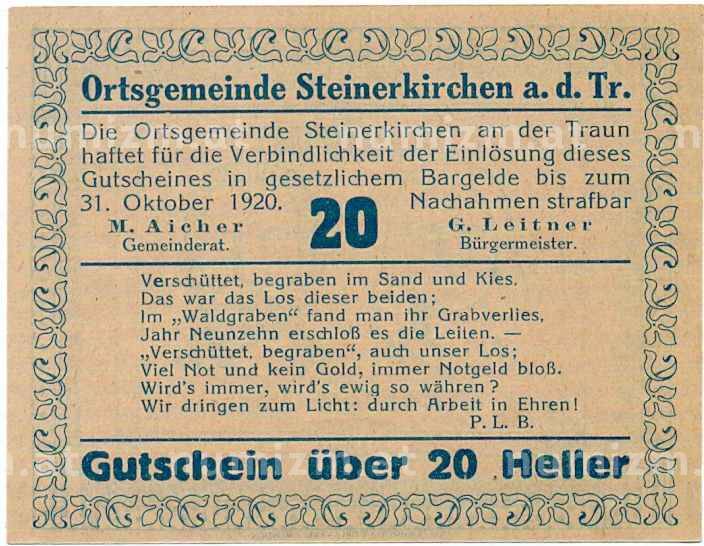 Ortsgemeinde Steinerkirchen a. d. Tr.
Die Ortsgemeinde Steinerkirchen an der Traun
haftet für die Verbindlichkeit der Einlösung dieses
Gutscheines in gesetzlichem Bargelde bis zum
31. Oktober 1920. Nachahmen strafbar
M. Aicher 20 G. Leitner
Gemeinderat. Bürgermeister.
Verschüttet, begraben im Sand und Kies,
Das war das Los dieser beiden;
Im „Waldgraben“ fand man ihr Grabverlies,
Jahr Neunzehn erschloß es die Leiten. —
„Verschüttet, begraben“, auch unser Los;
Viel Not und kein Gold, immer Notgeld bloß.
Wird's immer, wird's ewig so währen?
Wir dringen zum Licht: durch Arbeit in Ehren!
P. L. B.
Gutschein über 20 Heller
numizm.at